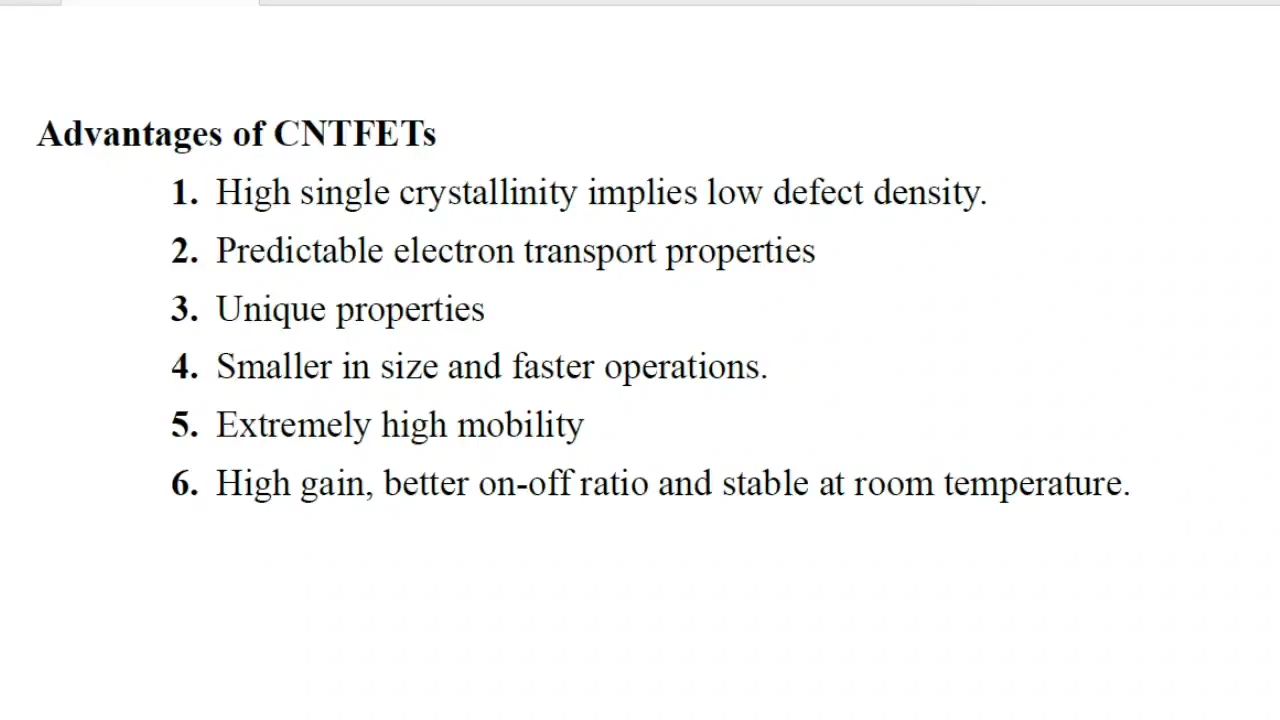 Advantages of CNTFETs
1. High single crystallinity implies low defect density.
2. Predictable electron transport properties
3. Unique properties
4. Smaller in size and faster operations.
5. Extremely high mobility
6. High gain, better on-off ratio and stable at room temperature.